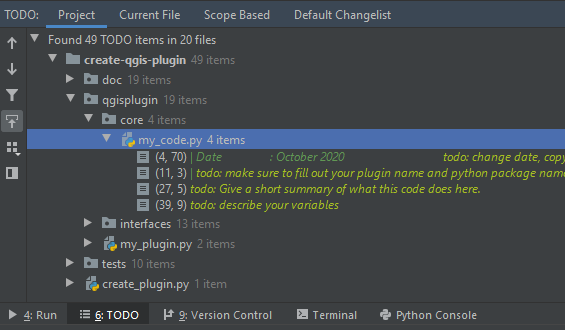 TODO: Project Current File Scope Based Default Changelist
Found 49 TODO items in 20 files
create-qgis-plugin 49 items
doc 11 items
qgisplugin 19 items
core 4 items
my_code.py 4 items
(4, 70) | Date : October 2020 todo: change date, copy
(11, 3) | todo: make sure to fill out your plugin name and python package name
(27, 5) todo: Give a short summary of what this code does here.
(39, 9) todo: describe your variables
interfaces 13 items
my_plugin.py 2 items
tests 10 items
create_plugin.py 1 item
4: Run 6: TODO 9: Version Control Terminal Python Console